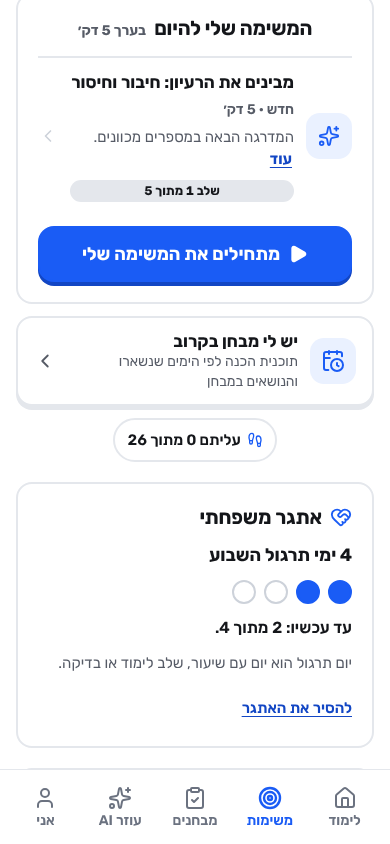 המשימה שלי להיום בערך 5 דק׳
מבינים את הרעיון: חיבור וחיסור
חדש • 5 דק׳
המדרגה הבאה במספרים מכוונים.
עוד
שלב 1 מתוך 5
מתחילים את המשימה שלי
יש לי מבחן בקרוב
תוכנית הכנה לפי הימים שנשארו
והנושאים במבחן
עליתם 0 מתוך 26
אתגר משפחתי
4 ימי תרגול השבוע
עד עכשיו: 2 מתוך 4.
יום תרגול הוא יום עם שיעור, שלב לימוד או בדיקה.
להסיר את האתגר
לימוד
משימות
מבחנים
עוזר AI
אני